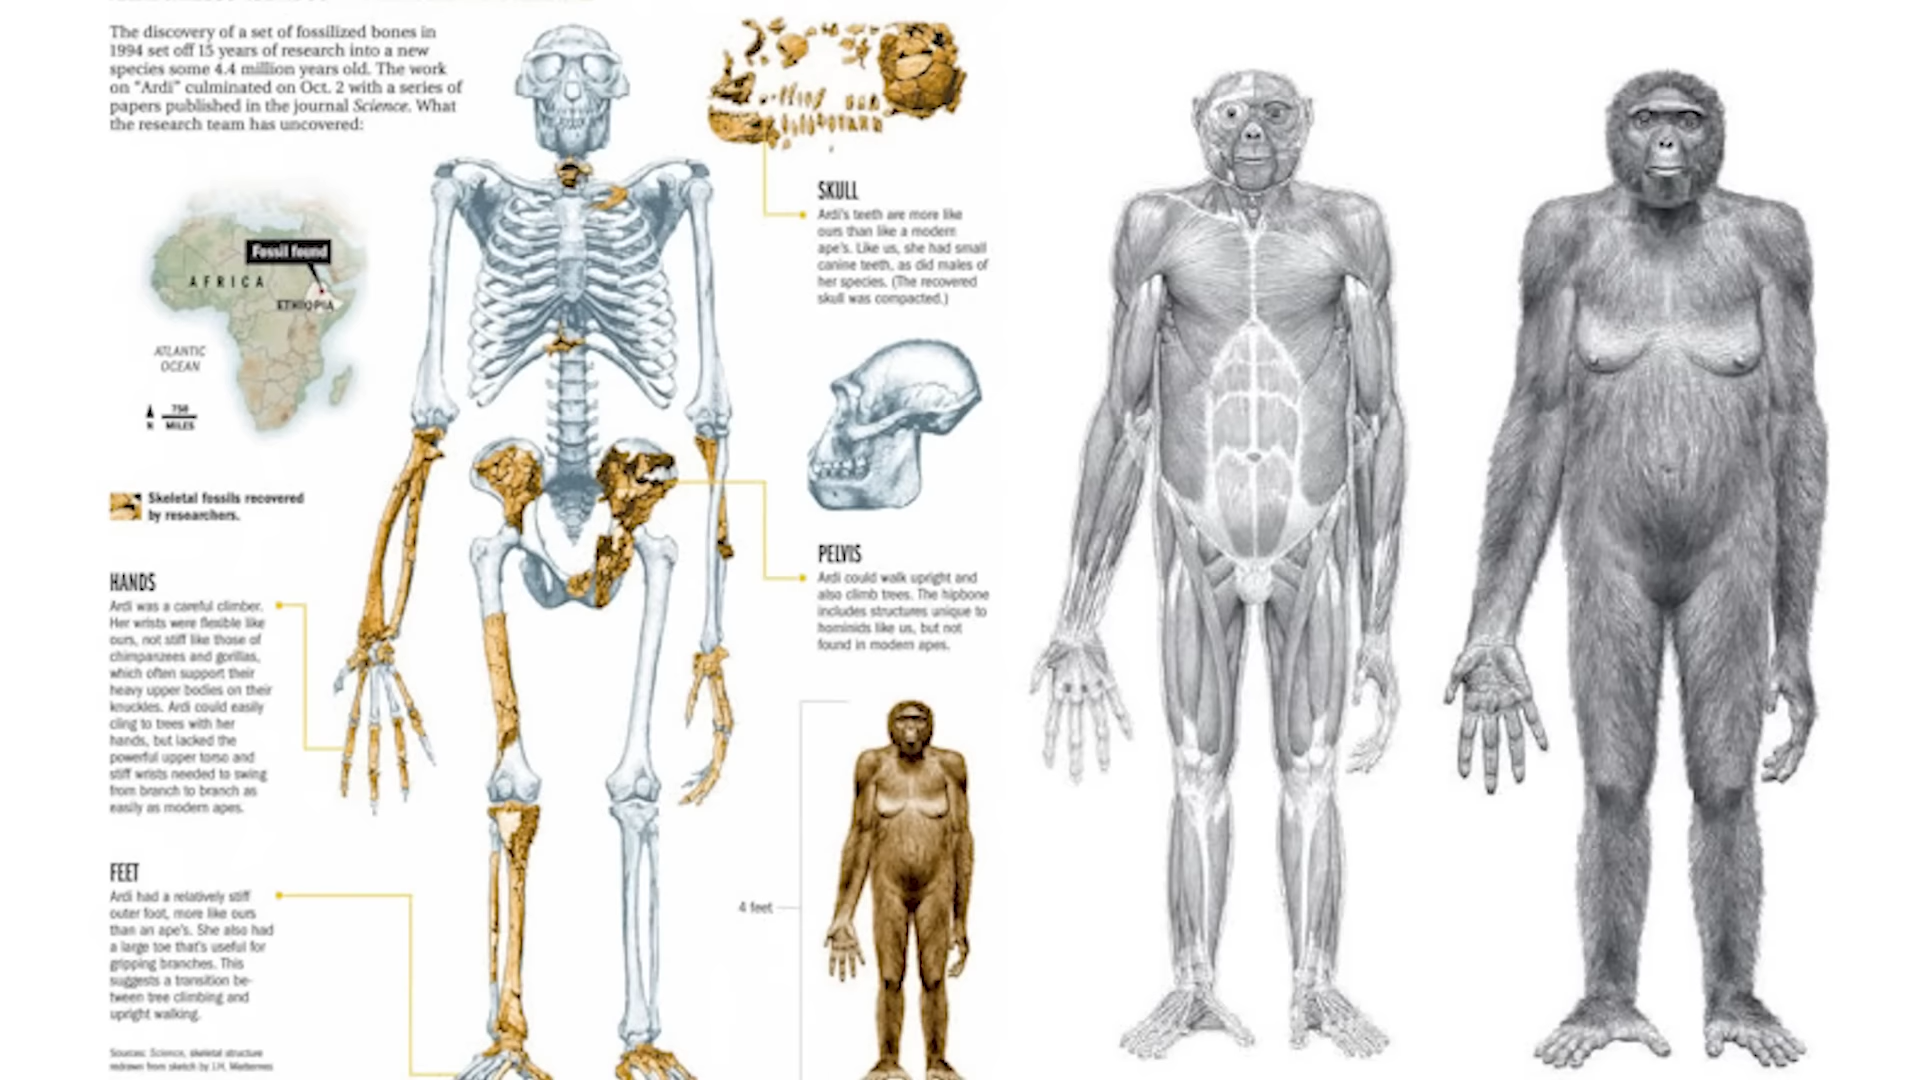 The discovery of a set of fossilized bones in
1994 set off 15 years of research into a new
species some 4.4 million years old. The work
on "Ardi" culminated on Oct. 2 with a series of
papers published in the journal Science. What
the research team has uncovered:
Fossil found
AFRICA
ETHIOPIA
ATLANTIC
OCEAN
N
750
MILES
Skeletal fossils recovered
by researchers.
HANDS
Ardi was a careful climber.
Her wrists were flexible like
ours, not stiff like those of
chimpanzees and gorillas,
which often support their
heavy upper bodies on their
knuckles. Ardi could easily
cling to trees with her
hands, but lacked the
powerful upper torso and
stiff wrists needed to swing
from branch to branch as
easily as modern apes.
FEET
Ardi had a relatively stiff
outer foot, more like ours
than an ape's. She also had
a large toe that's useful for
gripping branches. This
suggests a transition be-
tween tree climbing and
upright walking.
Sources: Science, skeletal structure
redrawn from sketch by J.H. Matternes
SKULL
Ardi's teeth are more like
ours than like a modern
ape's. Like us, she had small
canine teeth, as did males of
her species. (The recovered
skull was compacted.)
PELVIS
Ardi could walk upright and
also climb trees. The hipbone
includes structures unique to
hominids like us, but not
found in modern apes.
4 feet